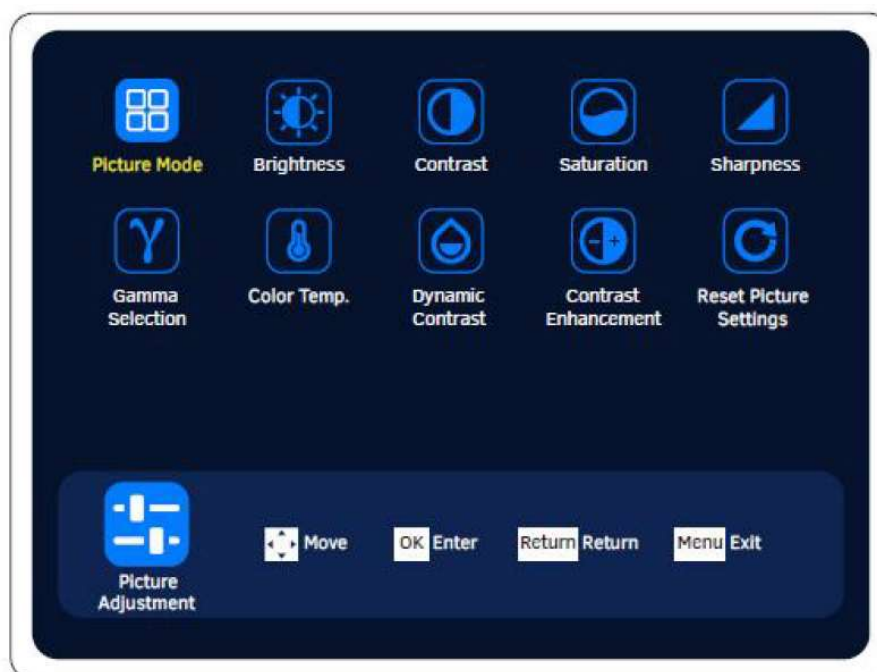 Picture Mode
Brightness
Contrast
Saturation
Sharpness
Gamma
Selection
Color Temp.
Dynamic
Contrast
Contrast
Enhancement
Reset Picture
Settings
Move
OK Enter
Return Return
Menu Exit
Picture
Adjustment